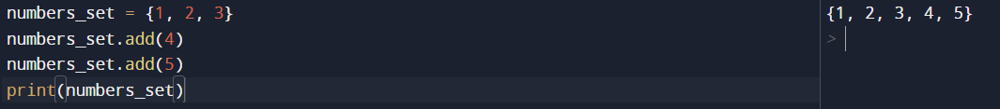 numbers_set = {1, 2, 3}
numbers_set.add(4)
numbers_set.add(5)
print(numbers_set)
{1, 2, 3, 4, 5}
>